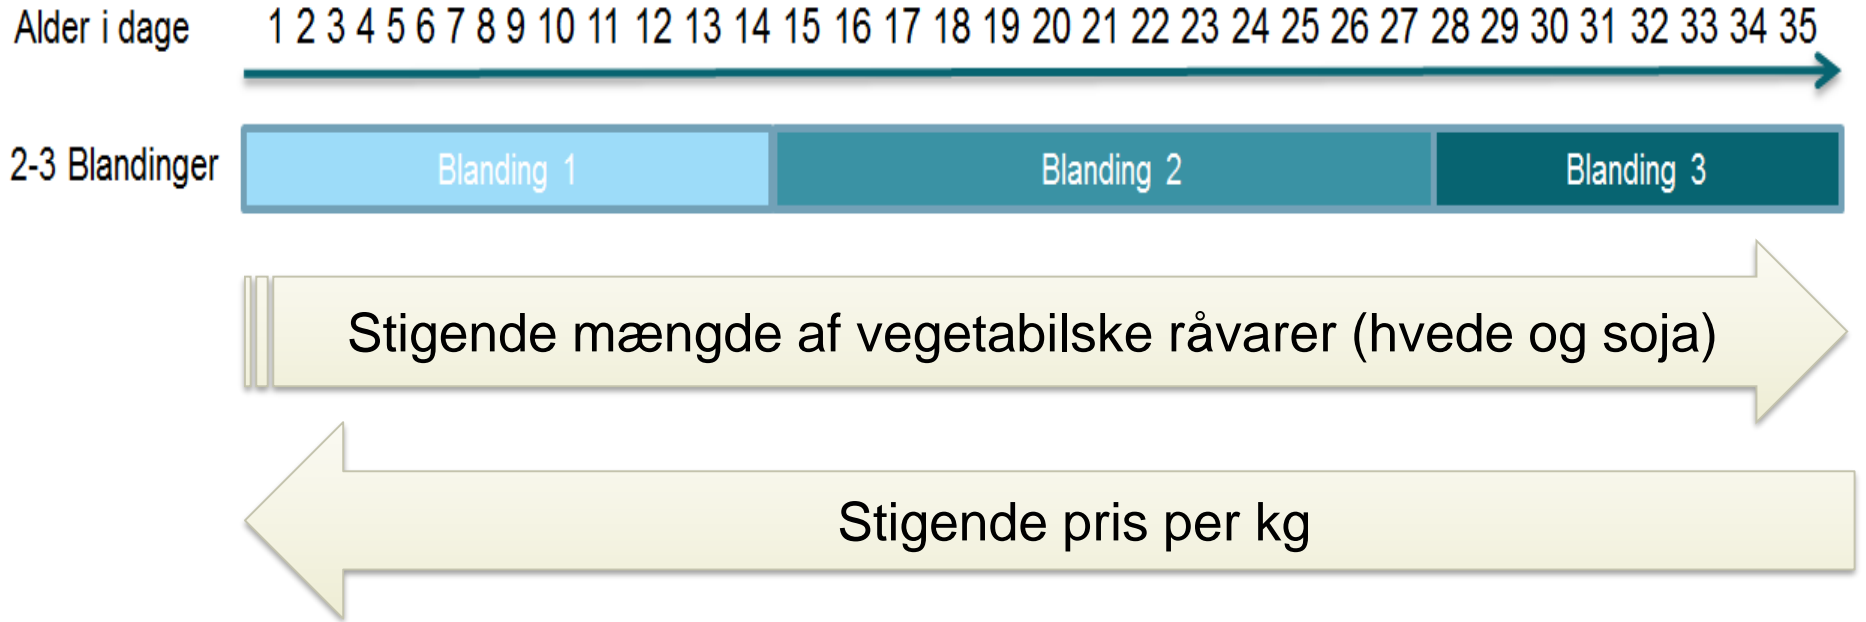 Alder i dage 1 2 3 4 5 6 7 8 9 10 11 12 13 14 15 16 17 18 19 20 21 22 23 24 25 26 27 28 29 30 31 32 33 34 35
2-3 Blandinger Blanding 1 Blanding 2 Blanding 3
Stigende mængde af vegetabilske råvarer (hvede og soja)
Stigende pris per kg